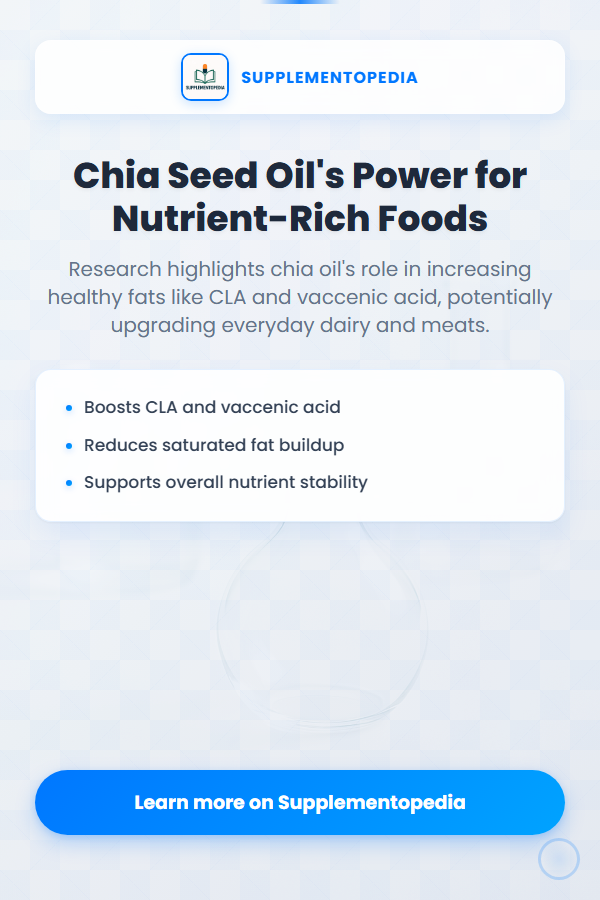 SUPPLEMENTOPEDIA
SUPPLEMENTOPEDIA
Chia Seed Oil's Power for
Nutrient-Rich Foods
Research highlights chia oil's role in increasing
healthy fats like CLA and vaccenic acid, potentially
upgrading everyday dairy and meats.
Boosts CLA and vaccenic acid
Reduces saturated fat buildup
Supports overall nutrient stability
Learn more on Supplementopedia